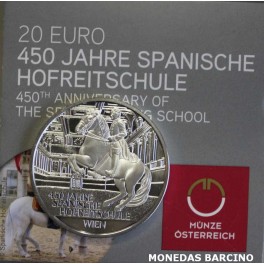 20 EURO
450 JAHRE SPANISCHE
HOFREITSCHULE
450TH ANNIVERSARY OF
THE SP SCHOOL
450 JAHRE
SPANISCHE
HOFREITSCHULE
WIEN
MÜNZE
ÖSTERREICH
MONEDAS BARCINO